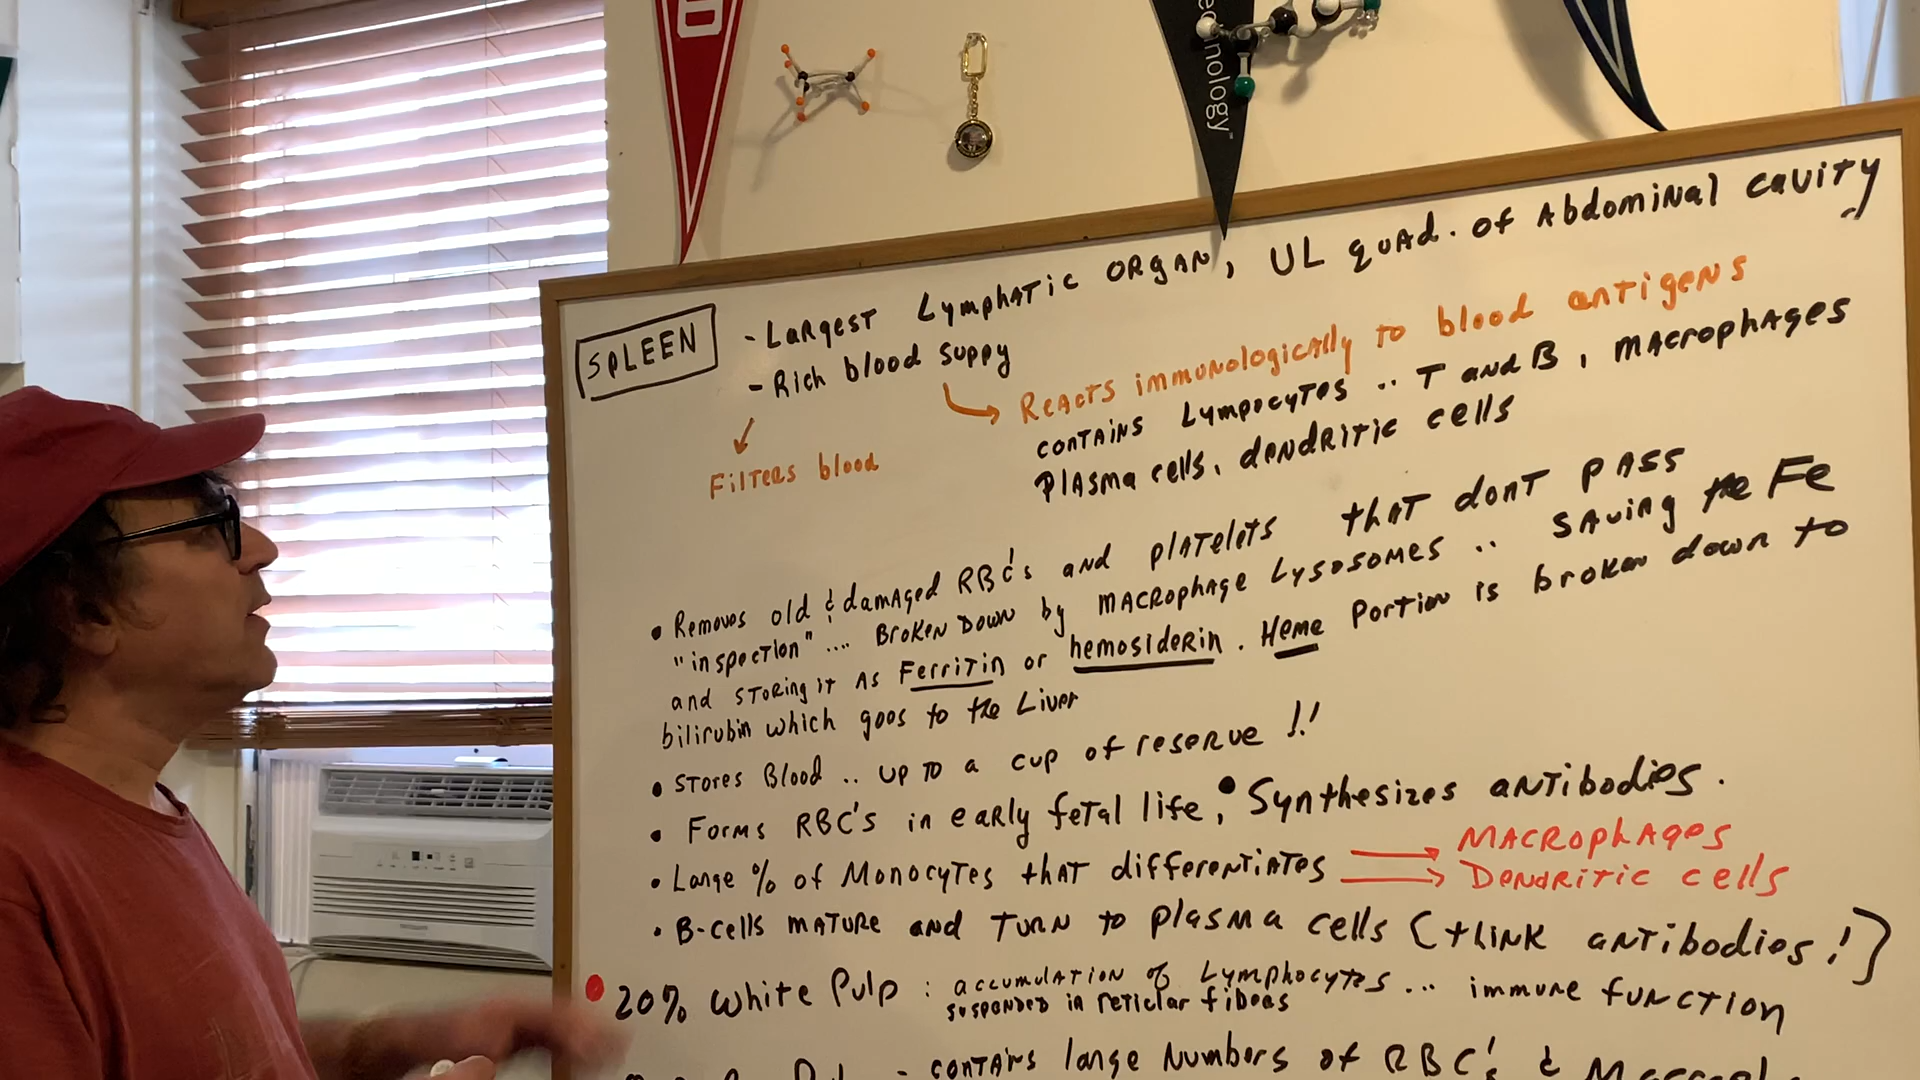 echnology
SPLEEN
- Largest Lymphatic organ, UL quad. of Abdominal cavity
- Rich blood suppy
Filters blood
Reacts immunologically to blood antigens
contains Lympocytes .. T and B, macrophages
Plasma cells, dendritic cells
• Removes old & damaged RBC's and platelets that dont pass
"inspection" .... Broken Down by macrophage Lysosomes .. saving the Fe
and storing it as Ferritin or hemosiderin. Heme Portion is broken down to
bilirubin which goes to the Liver
• Stores Blood .. up to a cup of reserve !!
• Forms RBC's in early fetal life; • Synthesizes antibodies.
• Large % of Monocytes that differentiates
Macrophages
Dendritic cells
• B-cells mature and turn to plasma cells (think antibodies!)
• 20% White Pulp : accumulation of Lymphocytes... immune function
suspended in reticlar fibers
- contains large numbers of RBC's &